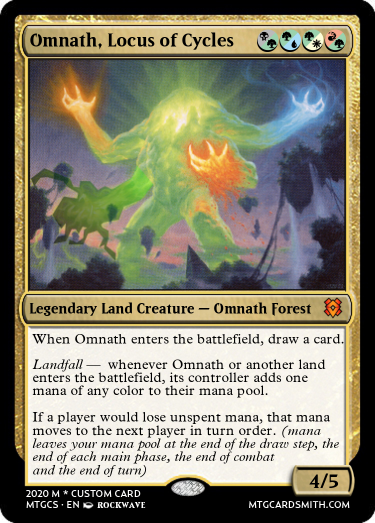 Omnath, Locus of Cycles
Legendary Land Creature — Omnath Forest
When Omnath enters the battlefield, draw a card.
Landfall — whenever Omnath or another land
enters the battlefield, its controller adds one
mana of any color to their mana pool.
If a player would lose unspent mana, that mana
moves to the next player in turn order. (mana
leaves your mana pool at the end of the draw step, the
end of each main phase, the end of combat
and the end of turn)
4/5
2020 M * CUSTOM CARD
MTGCS • EN ROCKWAVE
MTGCARDSMITH.COM